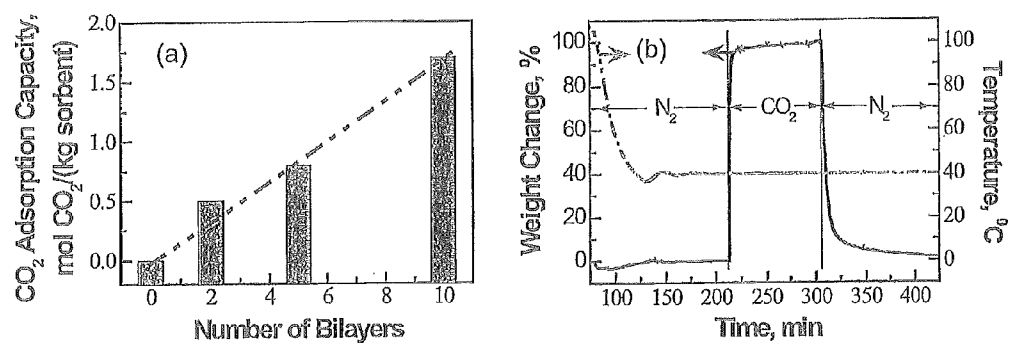 CO₂ Adsorption Capacity,
mol CO₂/(kg sorbent)
2.0
1.5
1.0
0.5
0.0
(a)
0
2
4
6
8
10
Number of Bilayers
Weight Change, %
100
80
60
40
20
0
(b)
N₂
CO₂
N₂
100
80
60
40
20
0
Temperature, ⁰C
100
150
200
250
300
350
400
Time, min